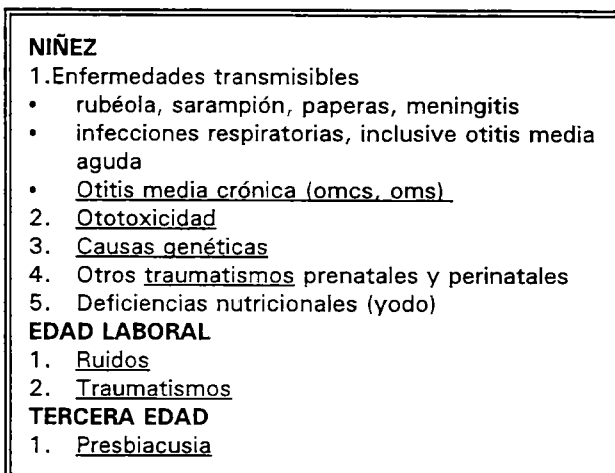 NIÑEZ
1.Enfermedades transmisibles
• rubéola, sarampión, paperas, meningitis
• infecciones respiratorias, inclusive otitis media
aguda
• Otitis media crónica (omcs, oms)
2. Ototoxicidad
3. Causas genéticas
4. Otros traumatismos prenatales y perinatales
5. Deficiencias nutricionales (yodo)
EDAD LABORAL
1. Ruidos
2. Traumatismos
TERCERA EDAD
1. Presbiacusia